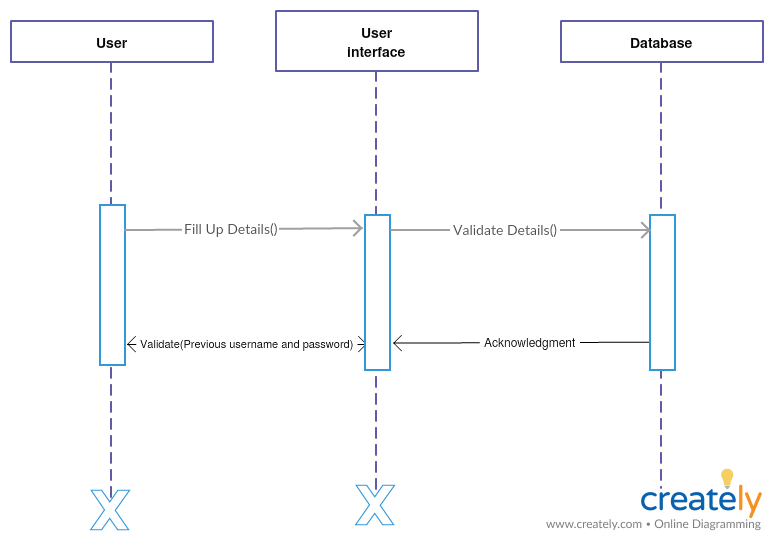 User
User
interface
Database
Fill Up Details()
Validate Details()
Validate(Previous username and password)
Acknowledgment
X
X
creately
www.creately.com • Online Diagramming